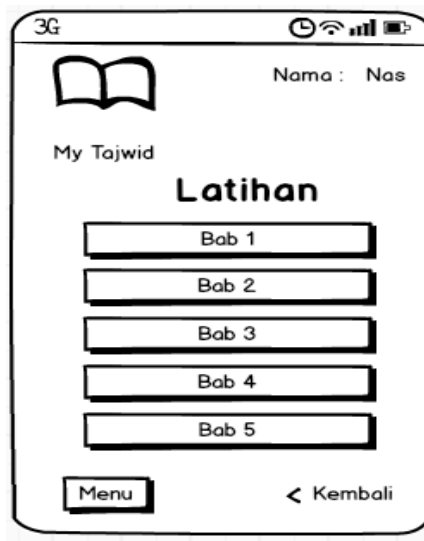 3G
Nama : Nas
My Tajwid
Latihan
Bab 1
Bab 2
Bab 3
Bab 4
Bab 5
Menu < Kembali